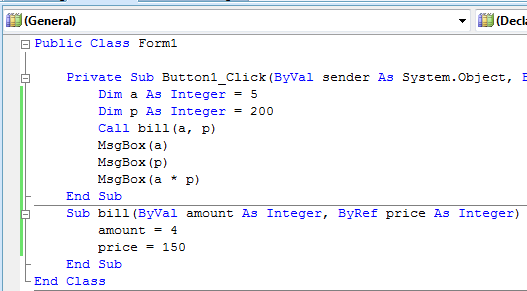 (General) (Decla
Public Class Form1
Private Sub Button1_Click(ByVal sender As System.Object,
Dim a As Integer = 5
Dim p As Integer = 200
Call bill(a, p)
MsgBox(a)
MsgBox(p)
MsgBox(a * p)
End Sub
Sub bill(ByVal amount As Integer, ByRef price As Integer)
amount = 4
price = 150
End Sub
End Class